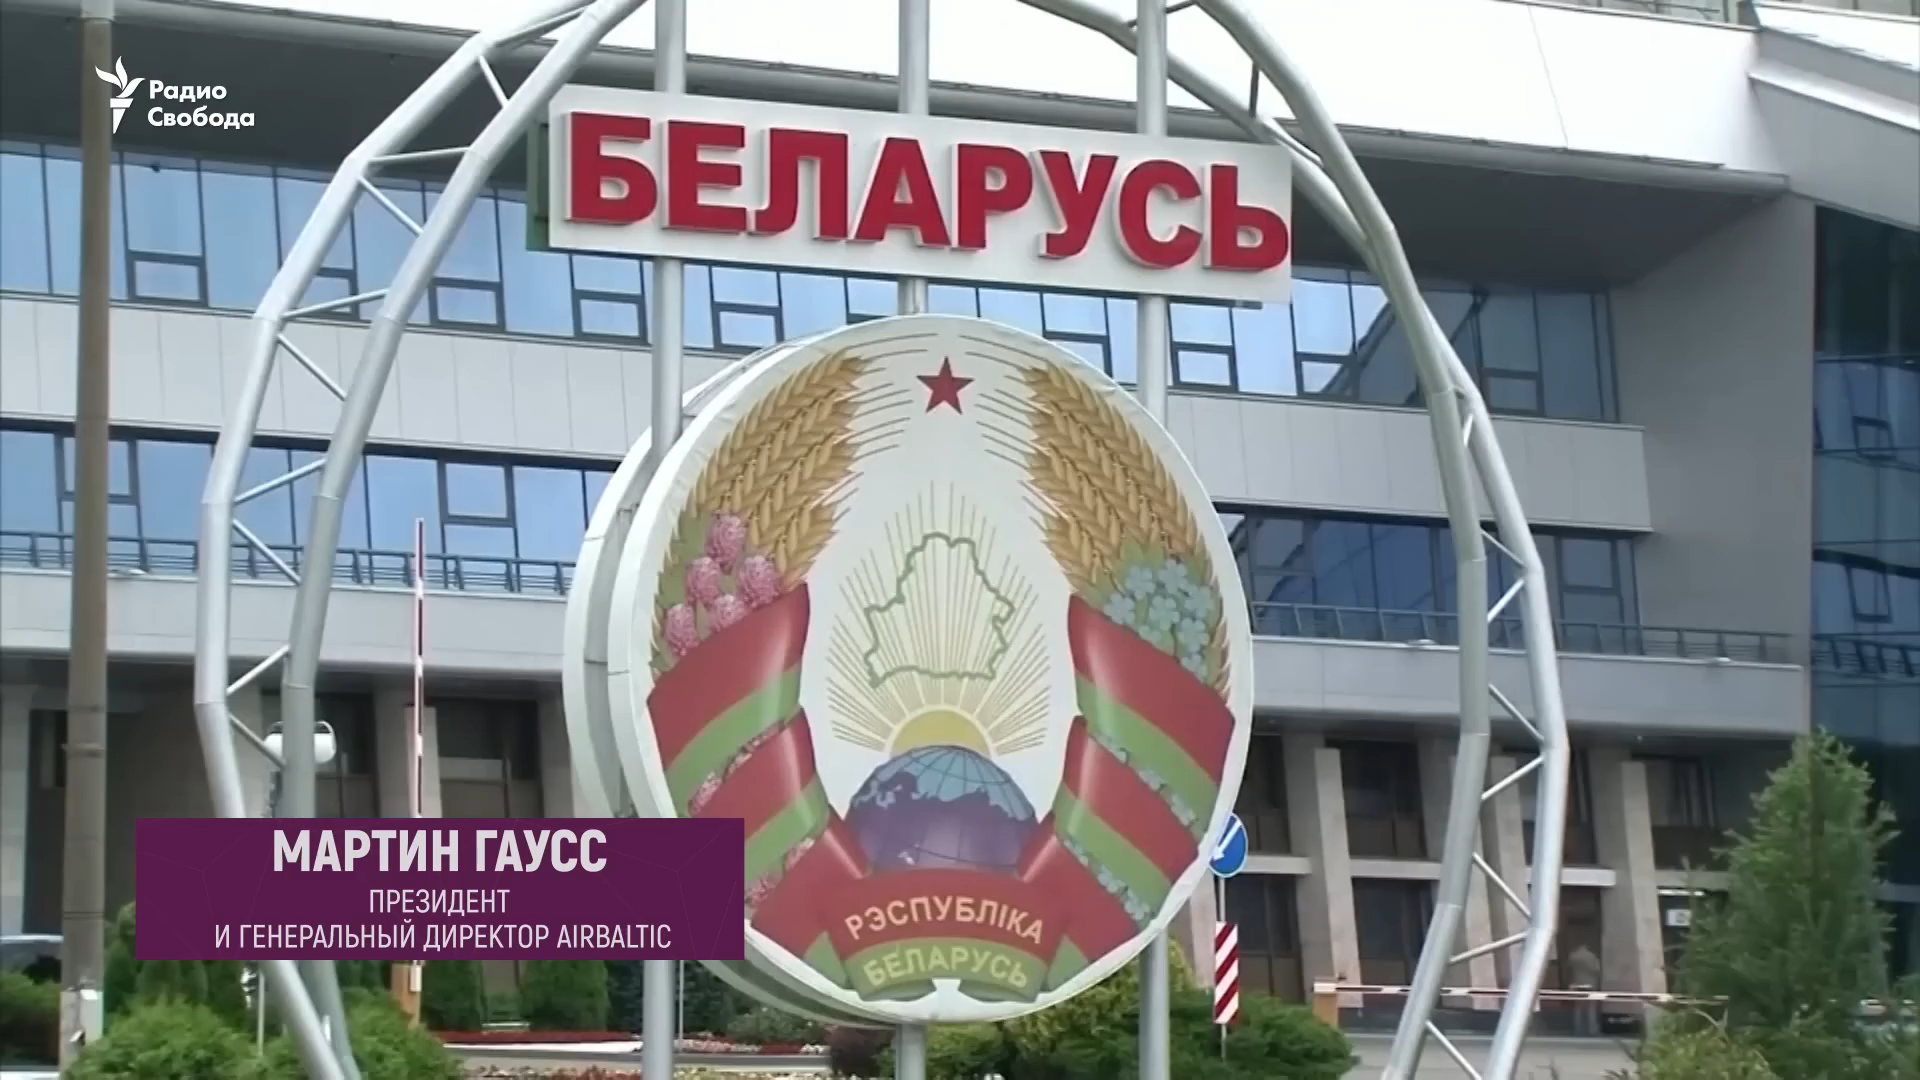 Радио
Свобода
БЕЛАРУСЬ
РЭСПУБЛІКА
БЕЛАРУСЬ
МАРТИН ГАУСС
ПРЕЗИДЕНТ
И ГЕНЕРАЛЬНЫЙ ДИРЕКТОР AIRBALTIC